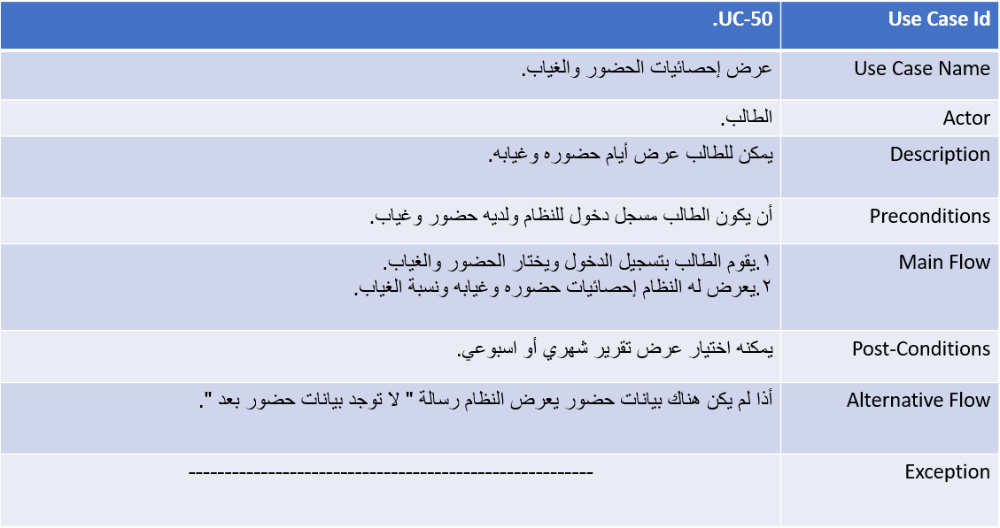 Use Case Id UC-50.
Use Case Name عرض إحصائيات الحضور والغياب.
Actor الطالب.
Description يمكن للطالب عرض أيام حضوره وغيابه.
Preconditions أن يكون الطالب مسجل دخول للنظام ولديه حضور وغياب.
Main Flow ١.يقوم الطالب بتسجيل الدخول ويختار الحضور والغياب.
٢.يعرض له النظام إحصائيات حضوره وغيابه ونسبة الغياب.
Post-Conditions يمكنه اختيار عرض تقرير شهري أو اسبوعي.
Alternative Flow أذا لم يكن هناك بيانات حضور يعرض النظام رسالة " لا توجد بيانات حضور بعد ".
Exception --------------------------------------------------------